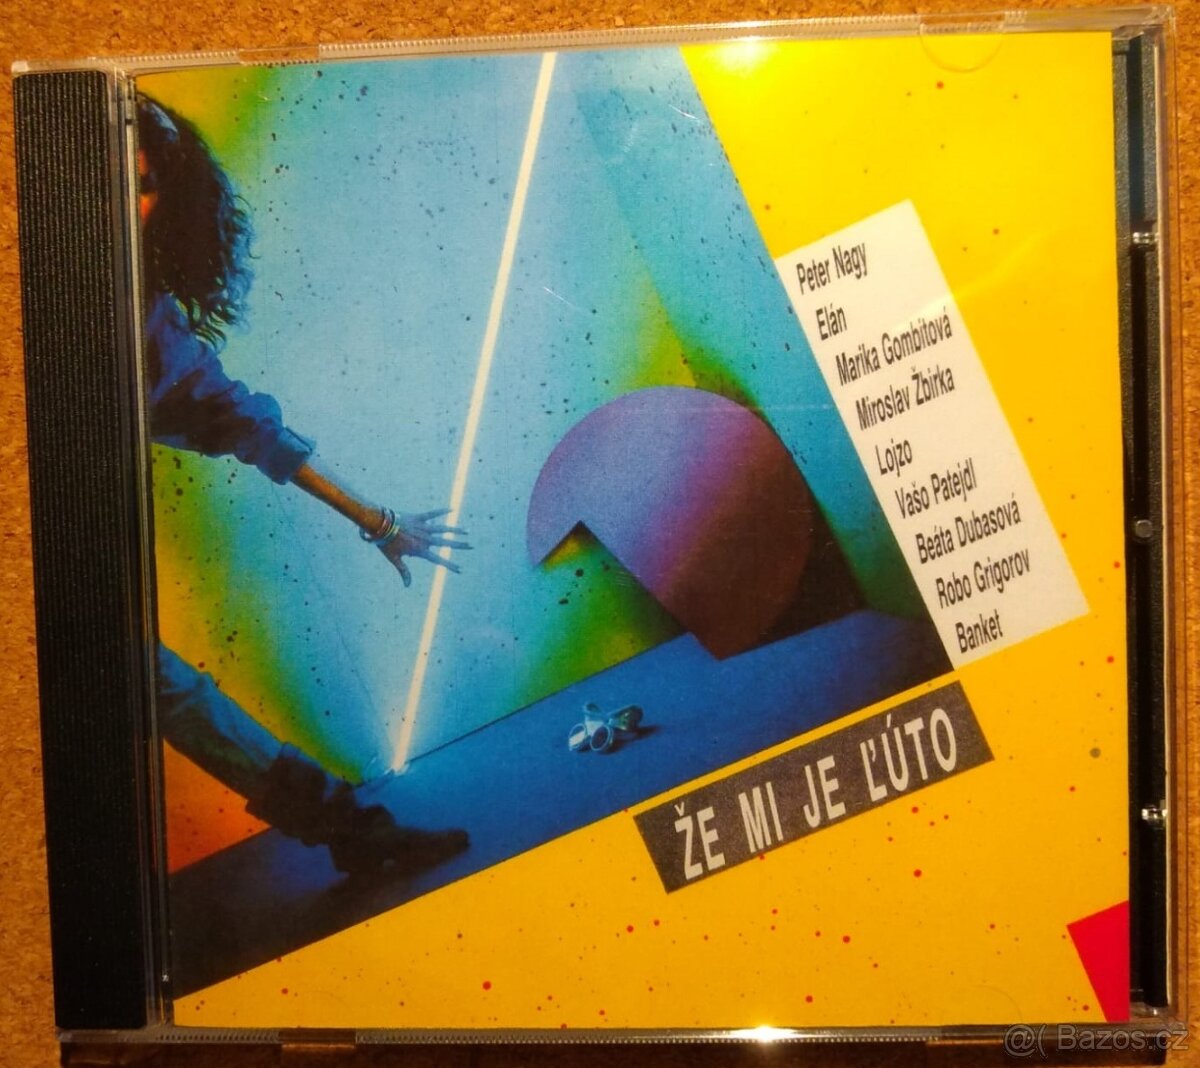 Peter Nagy
Elán
Marika Gombitová
Miroslav Žbirka
Lojzo
Vašo Patejdl
Beáta Dubasová
Robo Grigorov
Banket
ŽE MI JE ĽÚTO
@( Bazos.cz